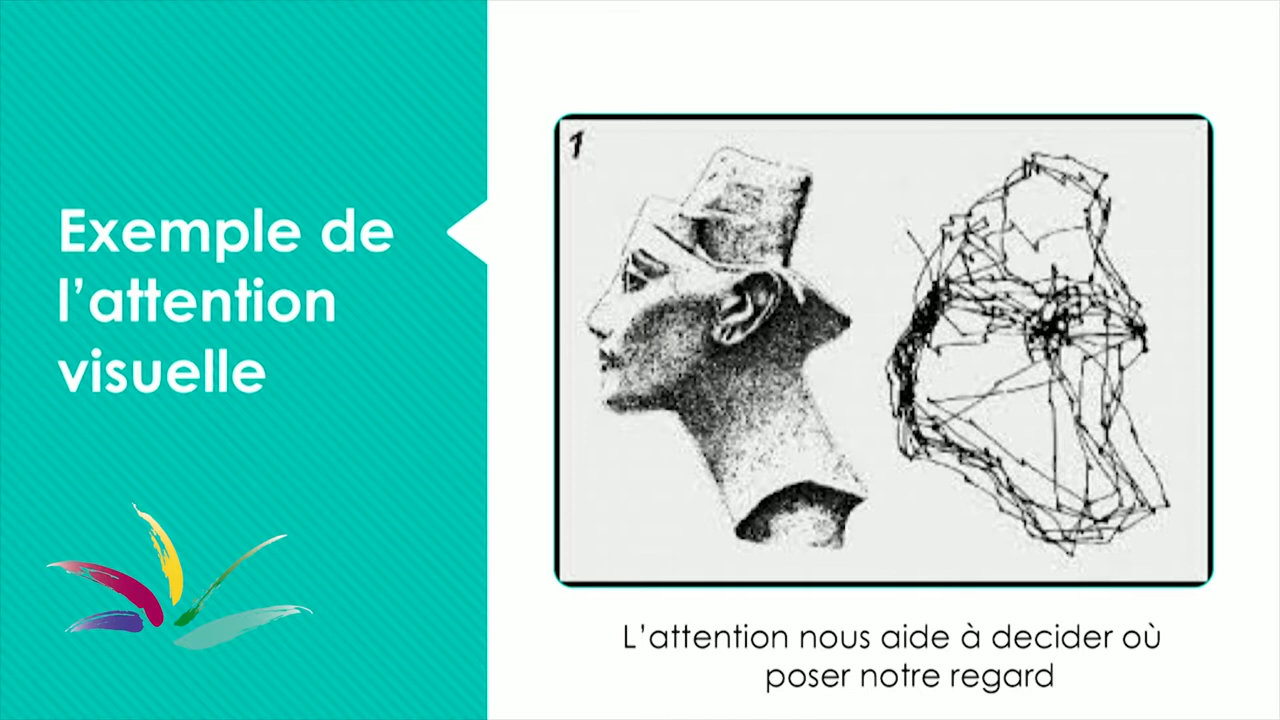 Exemple de
l’attention
visuelle
1
L’attention nous aide à decider où
poser notre regard